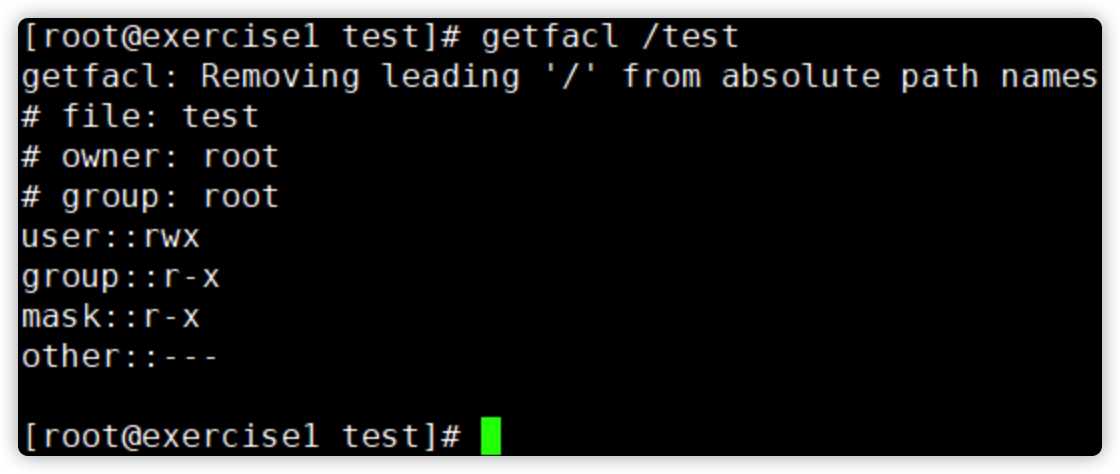 [root@exercise1 test]# getfacl /test
getfacl: Removing leading '/' from absolute path names
# file: test
# owner: root
# group: root
user::rwx
group::r-x
mask::r-x
other::---
[root@exercise1 test]#